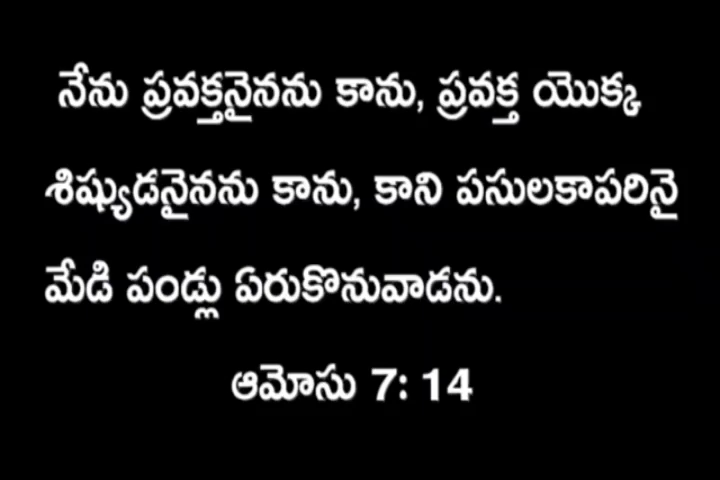 నేను ప్రవక్తనైనను కాను, ప్రవక్త యొక్క
శిష్యుడనైనను కాను, కాని పసులకాపరినై
మేడి పండ్లు ఏరుకొనువాడను.
ఆమోసు 7: 14